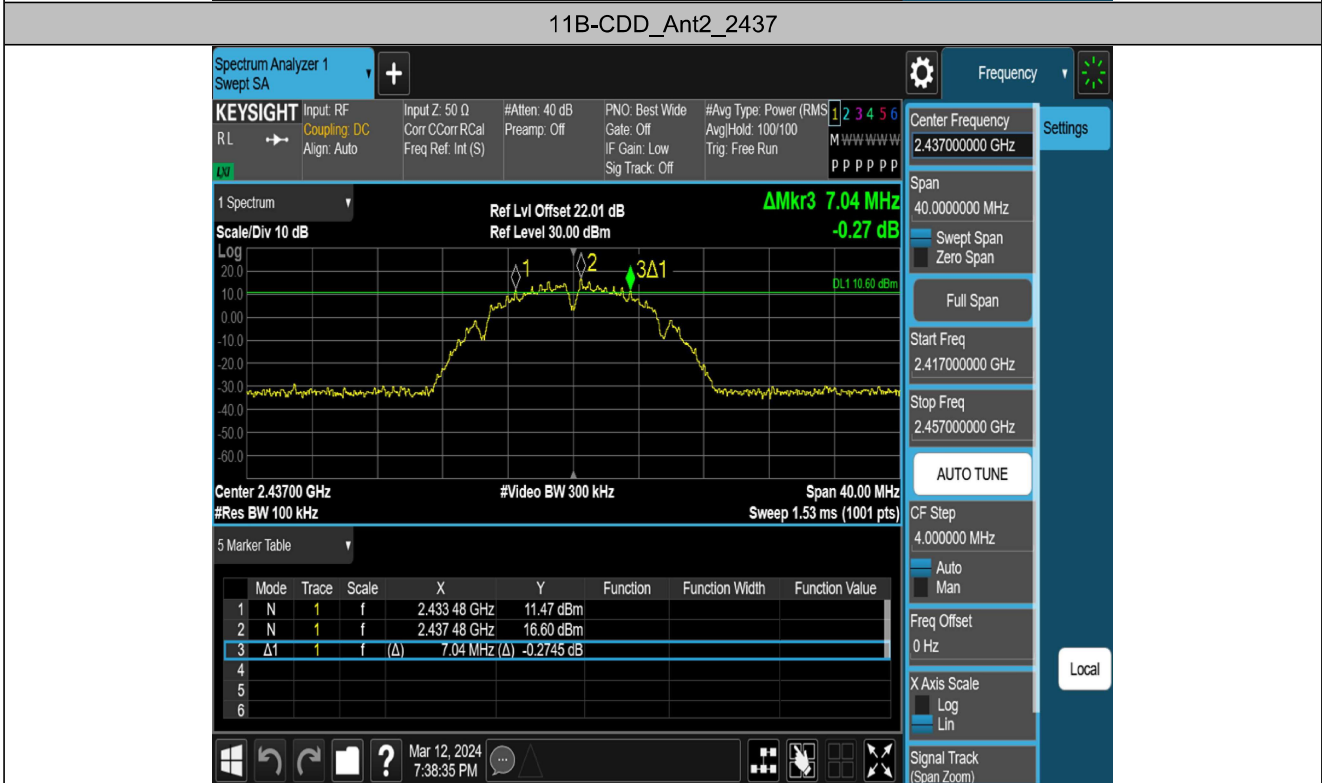 11B-CDD_Ant2_2437
Spectrum Analyzer 1
Swept SA
+
Frequency
KEYSIGHT
RL
LXI
Input: RF
Coupling: DC
Align: Auto
Input Z: 50 Ω
Corr CCorr RCal
Freq Ref: Int (S)
#Atten: 40 dB
Preamp: Off
PNO: Best Wide
Gate: Off
IF Gain: Low
Sig Track: Off
#Avg Type: Power (RMS
Avg|Hold: 100/100
Trig: Free Run
1 2 3 4 5 6
M W W W W W
P P P P P P
1 Spectrum
Scale/Div 10 dB
Ref Lvl Offset 22.01 dB
Ref Level 30.00 dBm
ΔMkr3 7.04 MHz
-0.27 dB
Log
20.0
10.0
0.00
-10.0
-20.0
-30.0
-40.0
-50.0
-60.0
1
2
3Δ1
DL1 10.60 dBm
Center 2.43700 GHz
#Video BW 300 kHz
Span 40.00 MHz
#Res BW 100 kHz
Sweep 1.53 ms (1001 pts)
5 Marker Table
Mode Trace Scale X Y Function Function Width Function Value
1 N 1 f 2.433 48 GHz 11.47 dBm
2 N 1 f 2.437 48 GHz 16.60 dBm
3 Δ1 1 f (Δ) 7.04 MHz (Δ) -0.2745 dB
4
5
6
?
Mar 12, 2024
7:38:35 PM
Center Frequency
2.437000000 GHz
Settings
Span
40.0000000 MHz
Swept Span
Zero Span
Full Span
Start Freq
2.417000000 GHz
Stop Freq
2.457000000 GHz
AUTO TUNE
CF Step
4.000000 MHz
Auto
Man
Freq Offset
0 Hz
Local
X Axis Scale
Log
Lin
Signal Track
(Span Zoom)